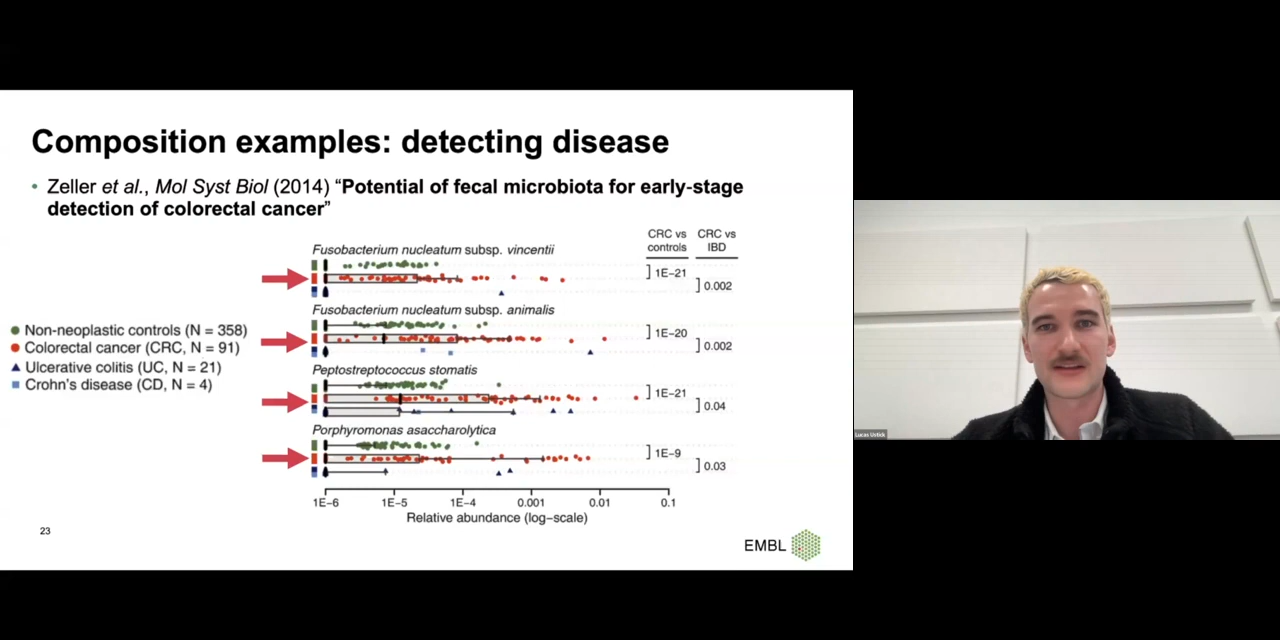 Composition examples: detecting disease
• Zeller et al., Mol Syst Biol (2014) “Potential of fecal microbiota for early-stage
detection of colorectal cancer”
CRC vs controls
CRC vs IBD
Fusobacterium nucleatum subsp. vincentii
1E−21
0.002
Fusobacterium nucleatum subsp. animalis
1E−20
0.002
Non-neoplastic controls (N = 358)
Colorectal cancer (CRC, N = 91)
Ulcerative colitis (UC, N = 21)
Crohn's disease (CD, N = 4)
Peptostreptococcus stomatis
1E−21
0.04
Porphyromonas asaccharolytica
1E−9
0.03
1E−6 1E−5 1E−4 0.001 0.01 0.1
Relative abundance (log−scale)
23
EMBL
Lucas Ustick